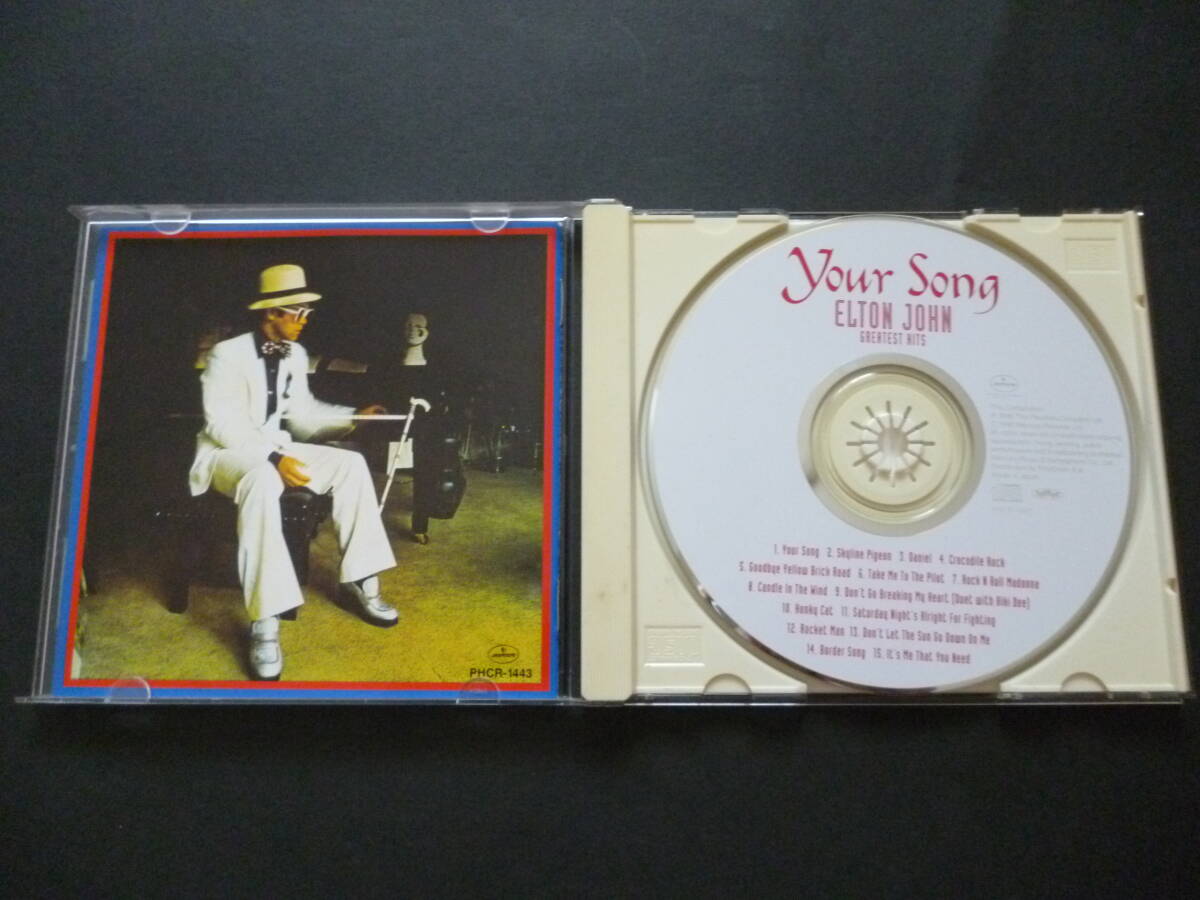 PHCR-1443
Your Song
ELTON JOHN
GREATEST HITS
1. Your Song 2. Skyline Pigeon 3. Daniel 4. Crocodile Rock
5. Goodbye Yellow Brick Road 6. Take Me To The Pilot 7. Rock N Roll Madonna
8. Candle In The Wind 9. Don't Go Breaking My Heart (Duet with Kiki Dee)
10. Honky Cat 11. Saturday Night's Alright For Fighting
12. Rocket Man 13. Don't Let The Sun Go Down On Me
14. Border Song 15. It's Me That You Need